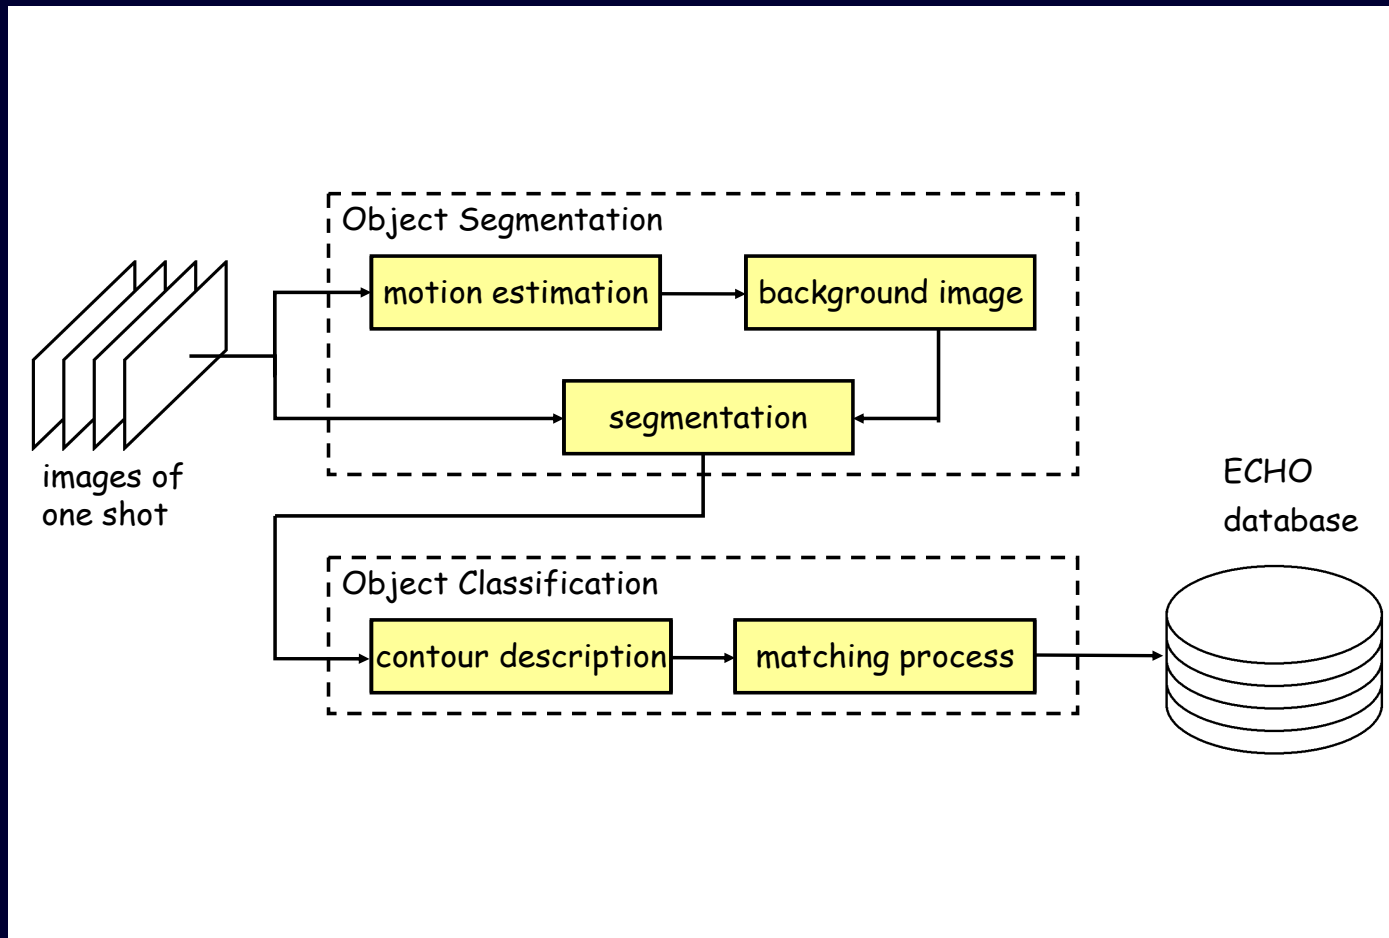 Object Segmentation
motion estimation
background image
segmentation
images of
one shot
ECHO
database
Object Classification
contour description
matching process